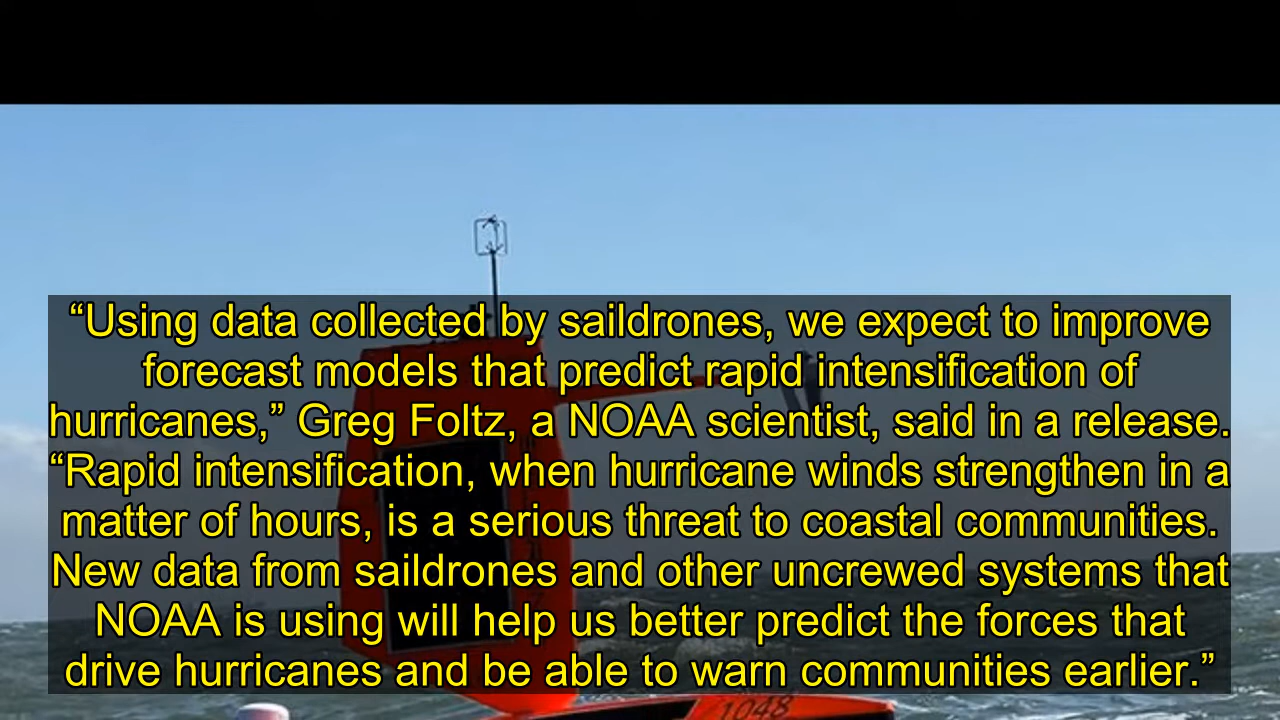 “Using data collected by saildrones, we expect to improve
forecast models that predict rapid intensification of
hurricanes,” Greg Foltz, a NOAA scientist, said in a release.
“Rapid intensification, when hurricane winds strengthen in a
matter of hours, is a serious threat to coastal communities.
New data from saildrones and other uncrewed systems that
NOAA is using will help us better predict the forces that
drive hurricanes and be able to warn communities earlier.”
1048